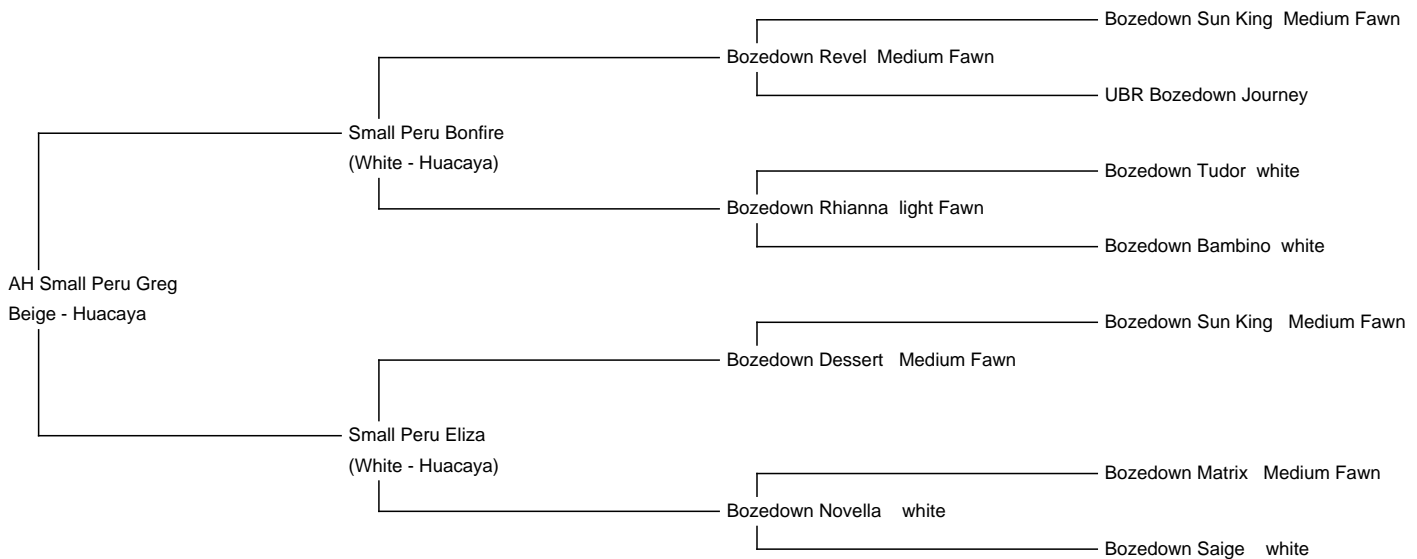 Bozedown Sun King  Medium Fawn
Bozedown Revel  Medium Fawn
UBR Bozedown Journey
Small Peru Bonfire
(White - Huacaya)
Bozedown Tudor  white
Bozedown Rhianna  light Fawn
Bozedown Bambino  white
AH Small Peru Greg
Beige - Huacaya
Bozedown Sun King   Medium Fawn
Bozedown Dessert   Medium Fawn
Small Peru Eliza
(White - Huacaya)
Bozedown Matrix   Medium Fawn
Bozedown Novella    white
Bozedown Saige    white